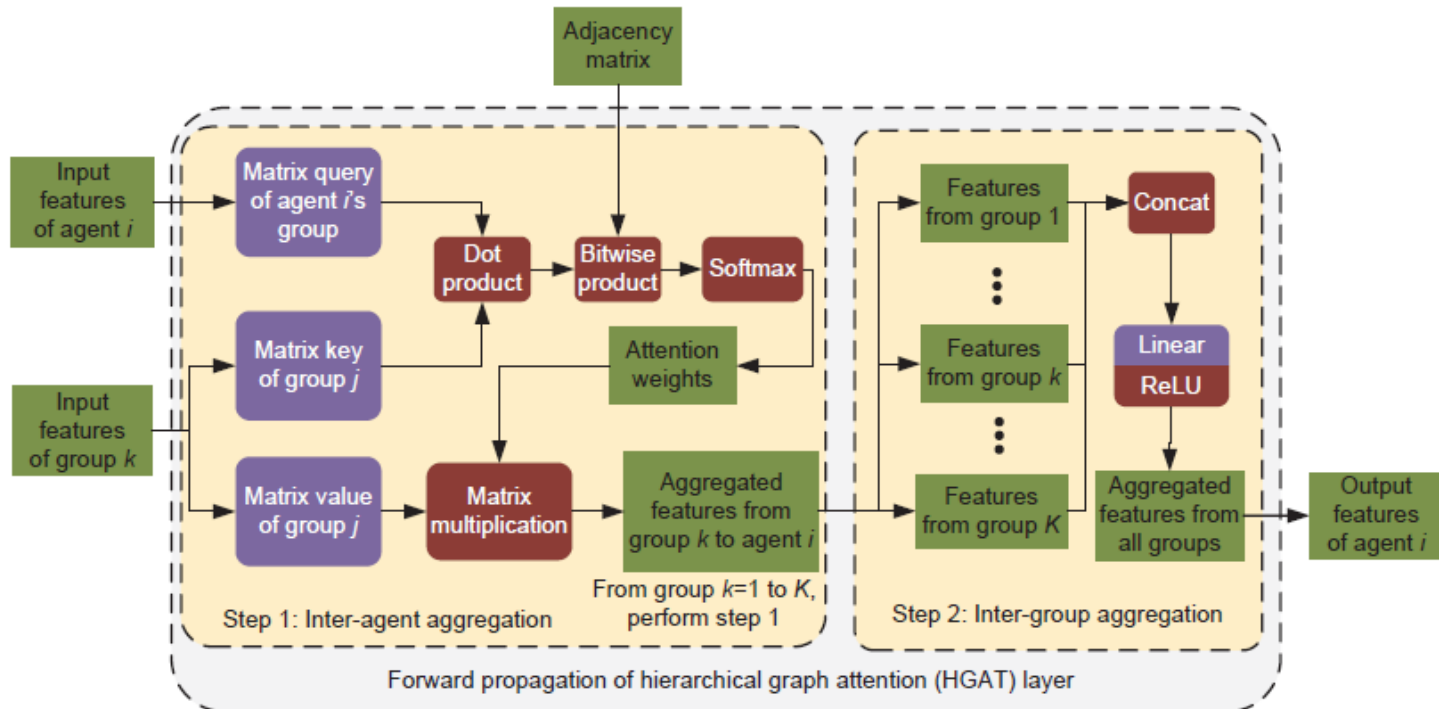 Adjacency
matrix
Input
features
of agent i
Matrix query
of agent i's
group
Dot
product
Bitwise
product
Softmax
Matrix key
of group j
Attention
weights
Input
features
of group k
Matrix value
of group j
Matrix
multiplication
Aggregated
features from
group k to agent i
From group k=1 to K,
perform step 1
Step 1: Inter-agent aggregation
Features
from group 1
Concat
Features
from group k
Linear
ReLU
Features
from group K
Aggregated
features from
all groups
Output
features
of agent i
Step 2: Inter-group aggregation
Forward propagation of hierarchical graph attention (HGAT) layer